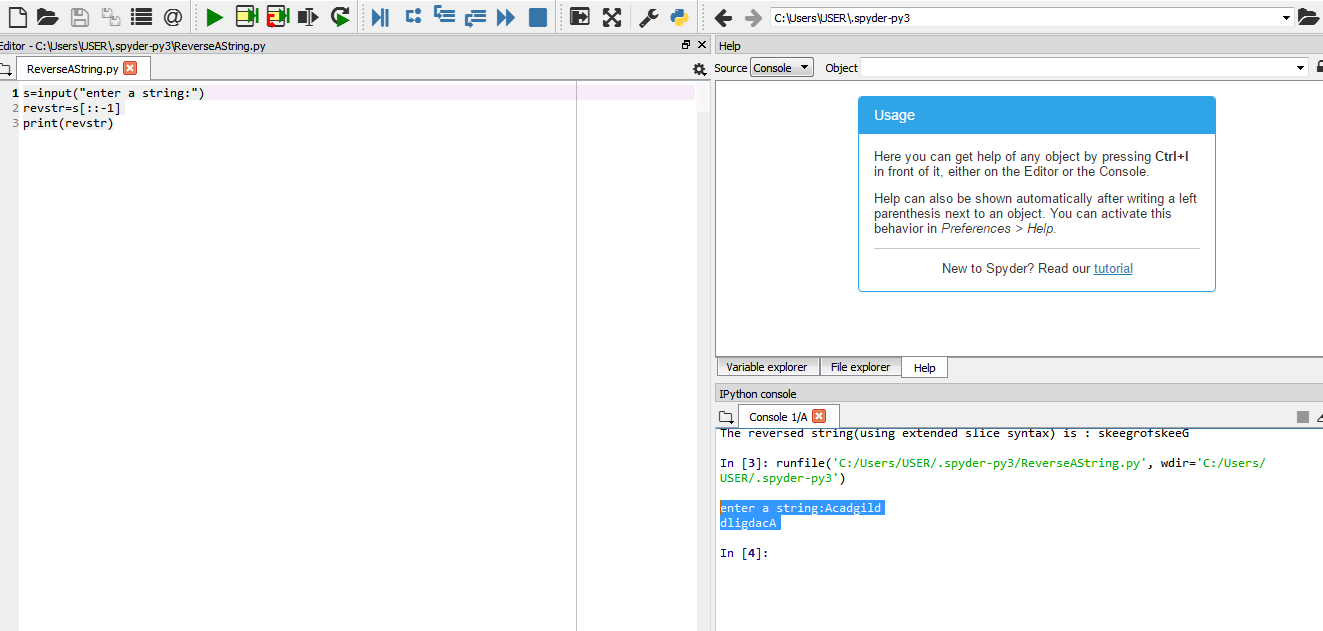 C:\Users\USER\.spyder-py3
Editor - C:\Users\USER\.spyder-py3\ReverseAString.py
ReverseAString.py
1 s=input("enter a string:")
2 revstr=s[::-1]
3 print(revstr)
Help
Source Console Object
Usage
Here you can get help of any object by pressing Ctrl+I
in front of it, either on the Editor or the Console.
Help can also be shown automatically after writing a left
parenthesis next to an object. You can activate this
behavior in Preferences > Help.
New to Spyder? Read our tutorial
Variable explorer File explorer Help
IPython console
Console 1/A
The reversed string(using extended slice syntax) is : skeegrofskeeG
In [3]: runfile('C:/Users/USER/.spyder-py3/ReverseAString.py', wdir='C:/Users/
USER/.spyder-py3')
enter a string:Acadgild
dligdacA
In [4]: